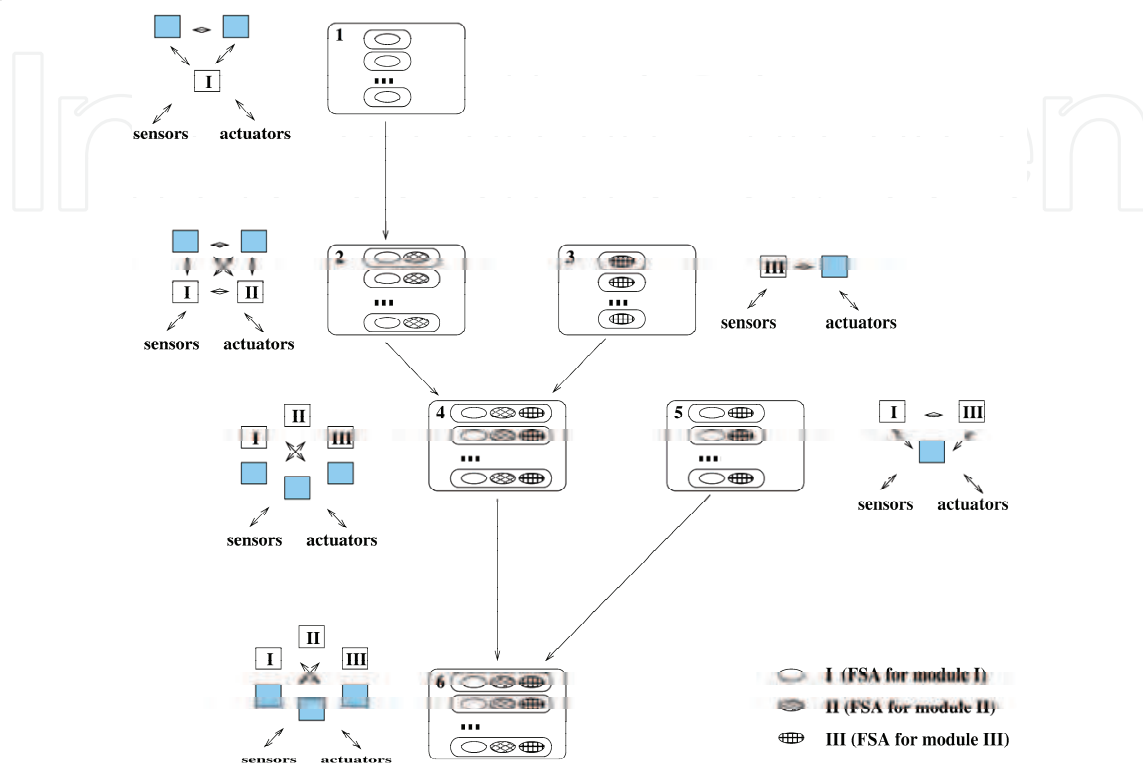 I
sensors actuators
1
I II
sensors actuators
2
3
III
sensors actuators
II
I III
sensors actuators
4
5
I III
sensors actuators
II
I III
sensors actuators
6
I (FSA for module I)
II (FSA for module II)
III (FSA for module III)